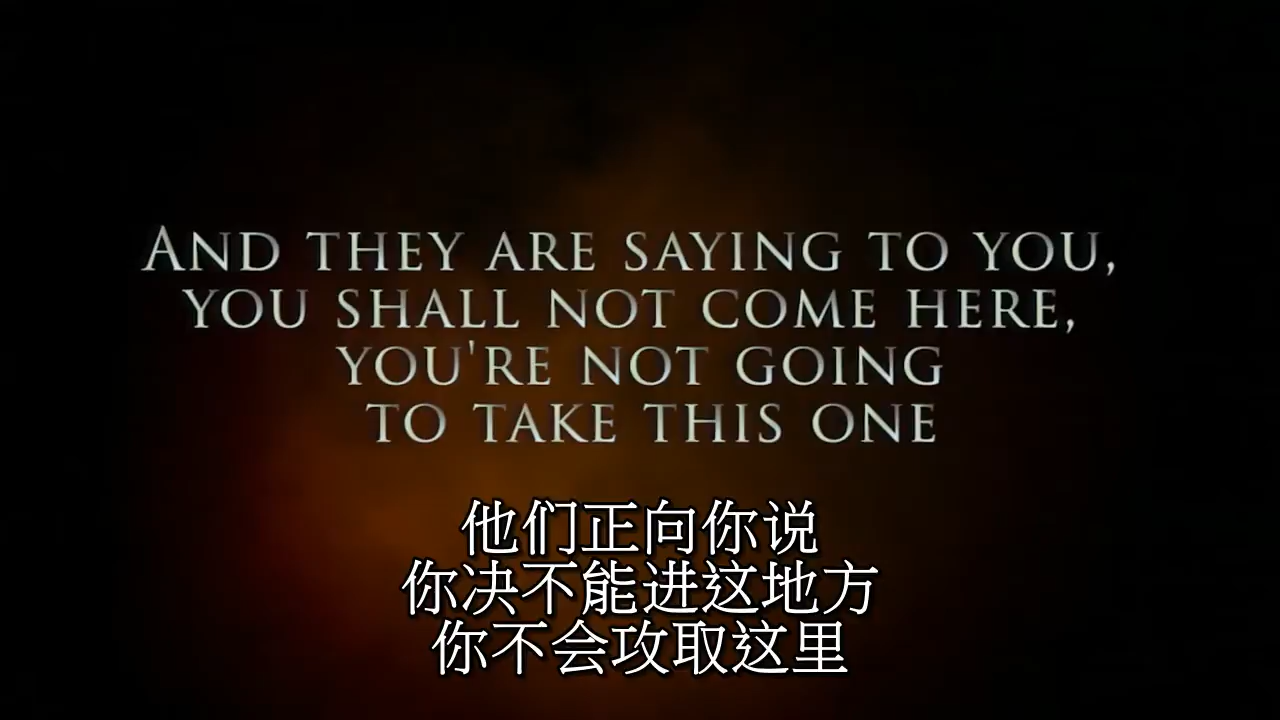 AND THEY ARE SAYING TO YOU,
YOU SHALL NOT COME HERE,
YOU'RE NOT GOING
TO TAKE THIS ONE
他们正向你说
你决不能进这地方
你不会攻取这里